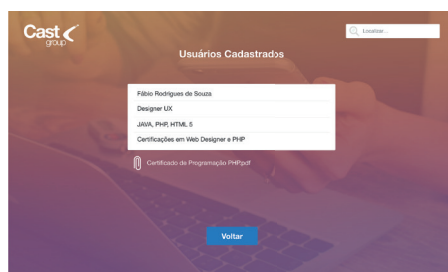 Cast
group
Localizar...
Usuários Cadastrados
Fábio Rodrigues de Souza
Designer UX
JAVA, PHP, HTML 5
Certificações em Web Designer e PHP
Certificado da Programação PHP.pdf
Voltar